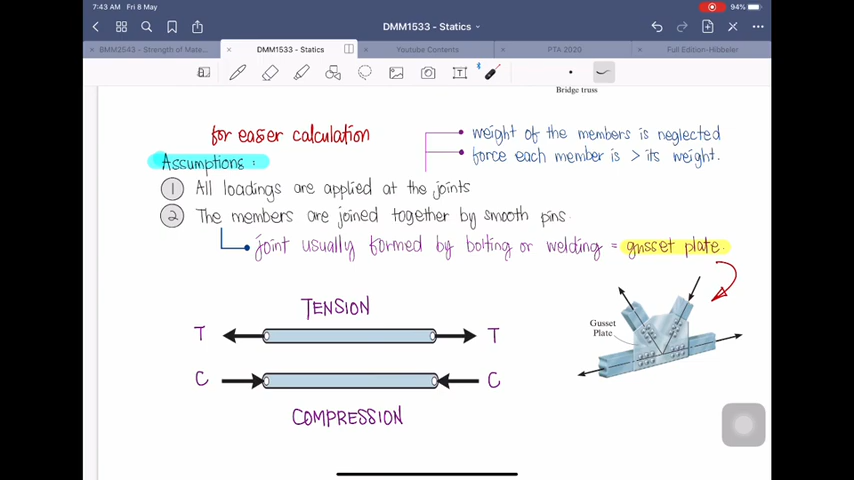 7:43 AM Fri 8 May
94%
DMM1533 - Statics
BMM2543 - Strength of Mate...
DMM1533 - Statics
Youtube Contents
PTA 2020
Full Edition-Hibbeler
Bridge truss
for easier calculation
weight of the members is neglected
force each member is > its weight.
Assumptions :
1 All loadings are applied at the joints
2 The members are joined together by smooth pins.
joint usually formed by bolting or welding = gusset plate.
TENSION
T T
C C
COMPRESSION
Gusset
Plate